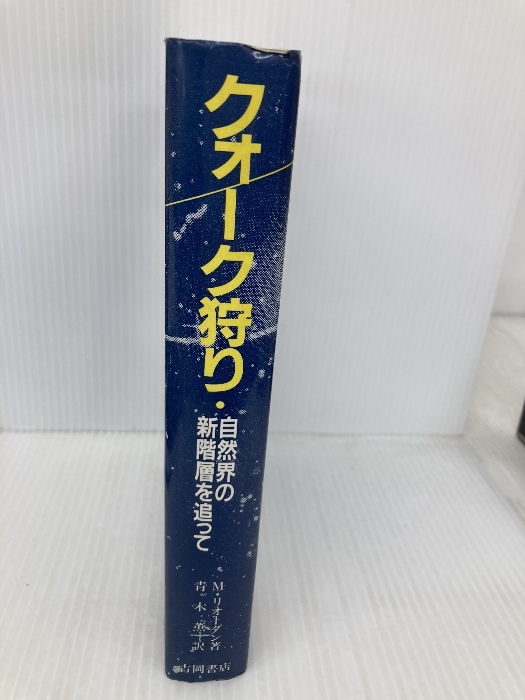 クォーク狩り・
自然界の
新階層を追って
M・リオーダン著
青木薫訳
吉岡書店